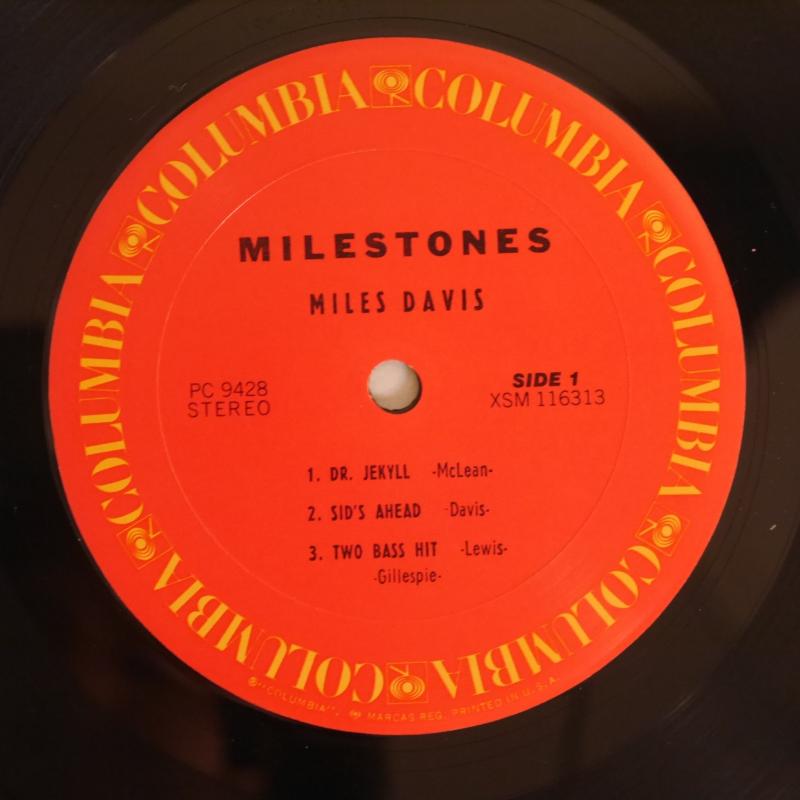 COLUMBIA COLUMBIA COLUMBIA COLUMBIA COLUMBIA COLUMBIA
MILESTONES
MILES DAVIS
PC 9428
STEREO
SIDE 1
XSM 116313
1. DR. JEKYLL -McLean-
2. SID'S AHEAD -Davis-
3. TWO BASS HIT -Lewis-
-Gillespie-
®"COLUMBIA", MARCAS REG. PRINTED IN U.S.A.